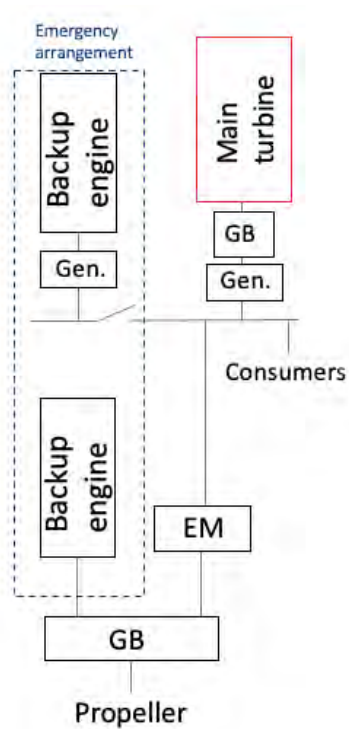 Emergency
arrangement
Backup
engine
Main
turbine
Gen.
GB
Gen.
Consumers
Backup
engine
EM
GB
Propeller